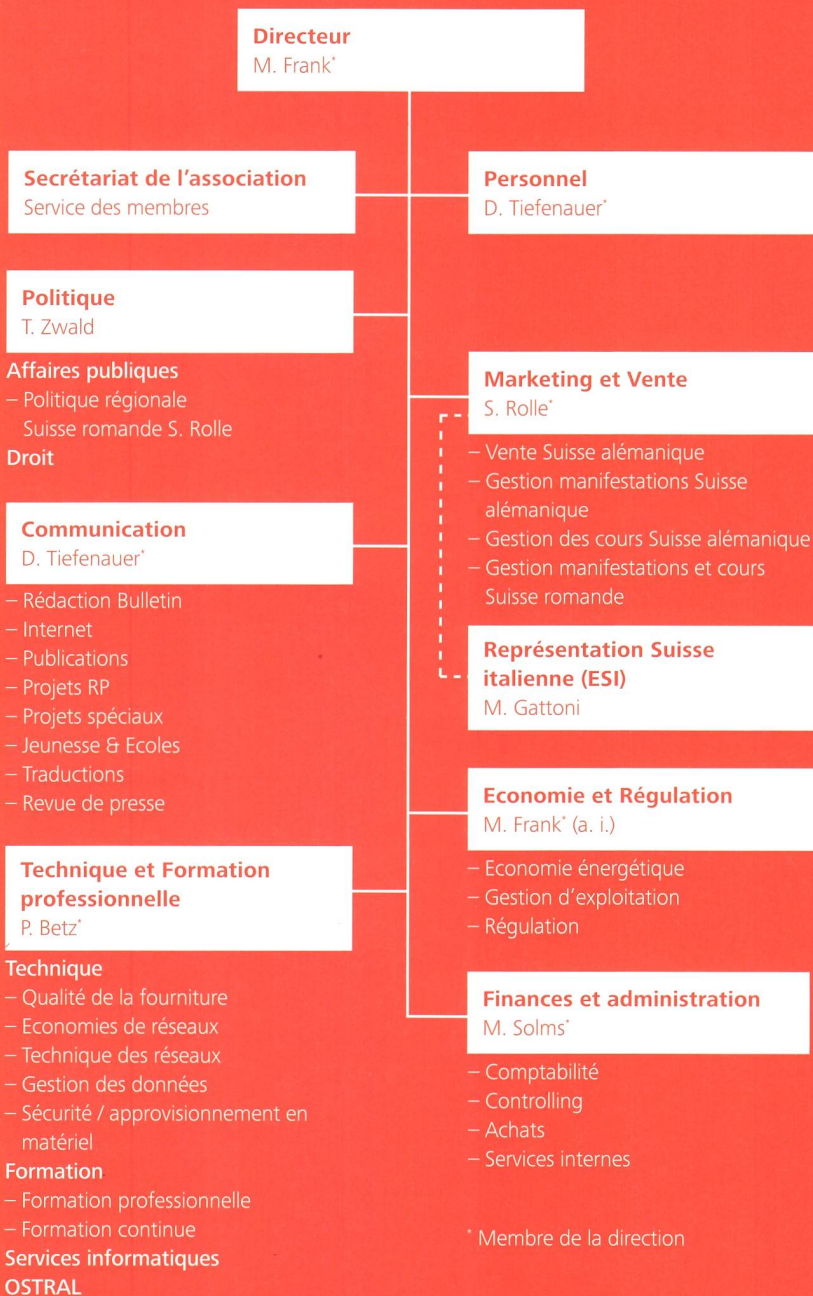 Directeur
M. Frank*
Secrétariat de l'association
Service des membres
Personnel
D. Tiefenauer*
Politique
T. Zwald
Affaires publiques
– Politique régionale
Suisse romande S. Rolle
Droit
Marketing et Vente
S. Rolle*
– Vente Suisse alémanique
– Gestion manifestations Suisse
alémanique
– Gestion des cours Suisse alémanique
– Gestion manifestations et cours
Suisse romande
Communication
D. Tiefenauer*
– Rédaction Bulletin
– Internet
– Publications
– Projets RP
– Projets spéciaux
– Jeunesse & Ecoles
– Traductions
– Revue de presse
Représentation Suisse
italienne (ESI)
M. Gattoni
Economie et Régulation
M. Frank* (a. i.)
– Economie énergétique
– Gestion d'exploitation
– Régulation
Technique et Formation
professionnelle
P. Betz*
Technique
– Qualité de la fourniture
– Economies de réseaux
– Technique des réseaux
– Gestion des données
– Sécurité / approvisionnement en
matériel
Formation
– Formation professionnelle
– Formation continue
Services informatiques
OSTRAL
Finances et administration
M. Solms*
– Comptabilité
– Controlling
– Achats
– Services internes
* Membre de la direction